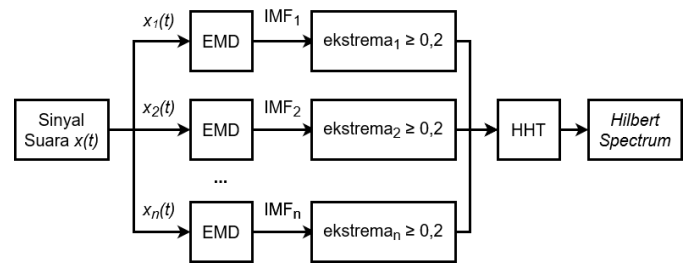 x₁(t)
EMD
IMF₁
ekstrema₁ ≥ 0,2
Sinyal
Suara x(t)
x₂(t)
EMD
IMF₂
ekstrema₂ ≥ 0,2
HHT
Hilbert
Spectrum
...
xₙ(t)
EMD
IMFₙ
ekstremaₙ ≥ 0,2